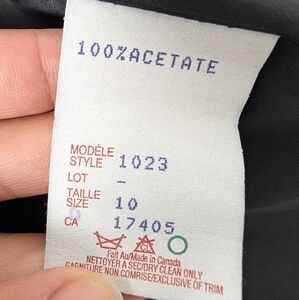 100%ACETATE
MODÈLE
STYLE 1023
LOT -
TAILLE
SIZE 10
CA 17405
Fait Au/Made In Canada
NETTOYER A SEC/DRY CLEAN ONLY
GARNITURE NON COMRISE/EXCLUSIVE OF TRIM